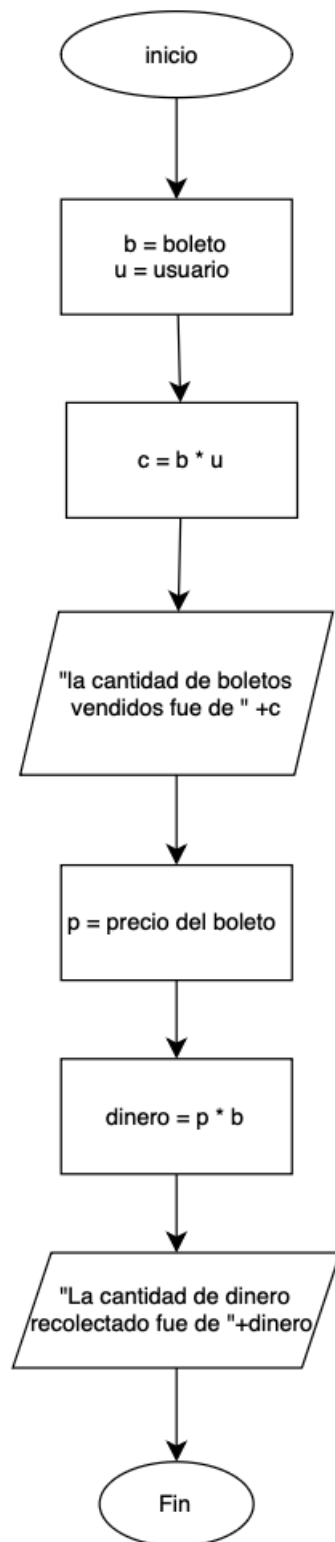 inicio
b = boleto
u = usuario
c = b * u
"la cantidad de boletos
vendidos fue de " +c
p = precio del boleto
dinero = p * b
"La cantidad de dinero
recolectado fue de "+dinero
Fin